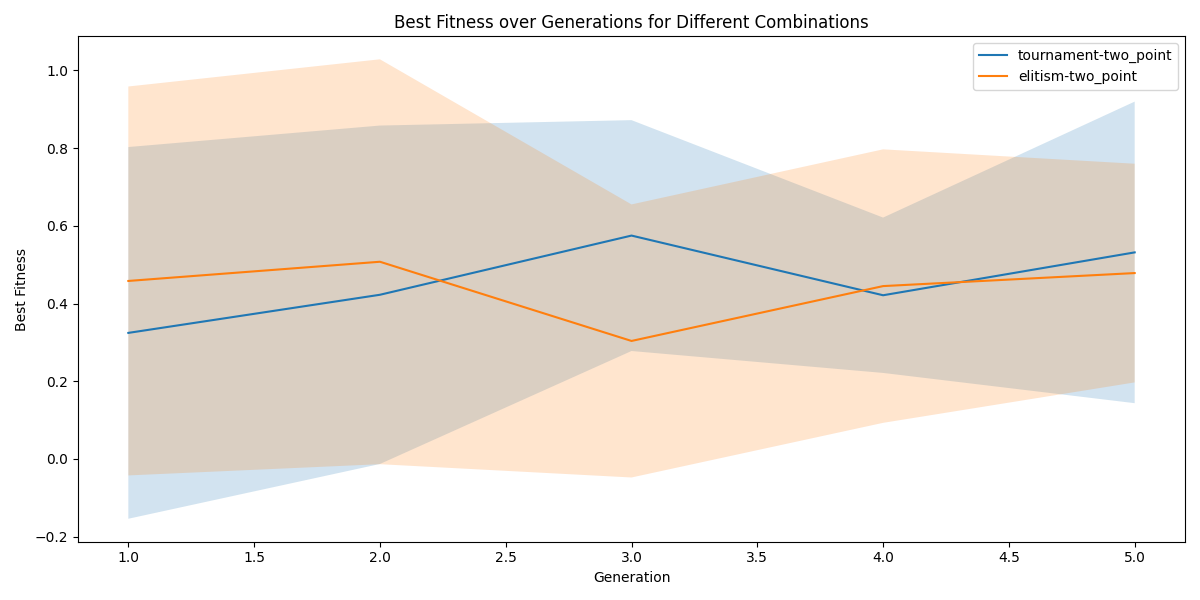 Best Fitness over Generations for Different Combinations
tournament-two_point
elitism-two_point
Best Fitness
1.0
0.8
0.6
0.4
0.2
0.0
−0.2
1.0 1.5 2.0 2.5 3.0 3.5 4.0 4.5 5.0
Generation